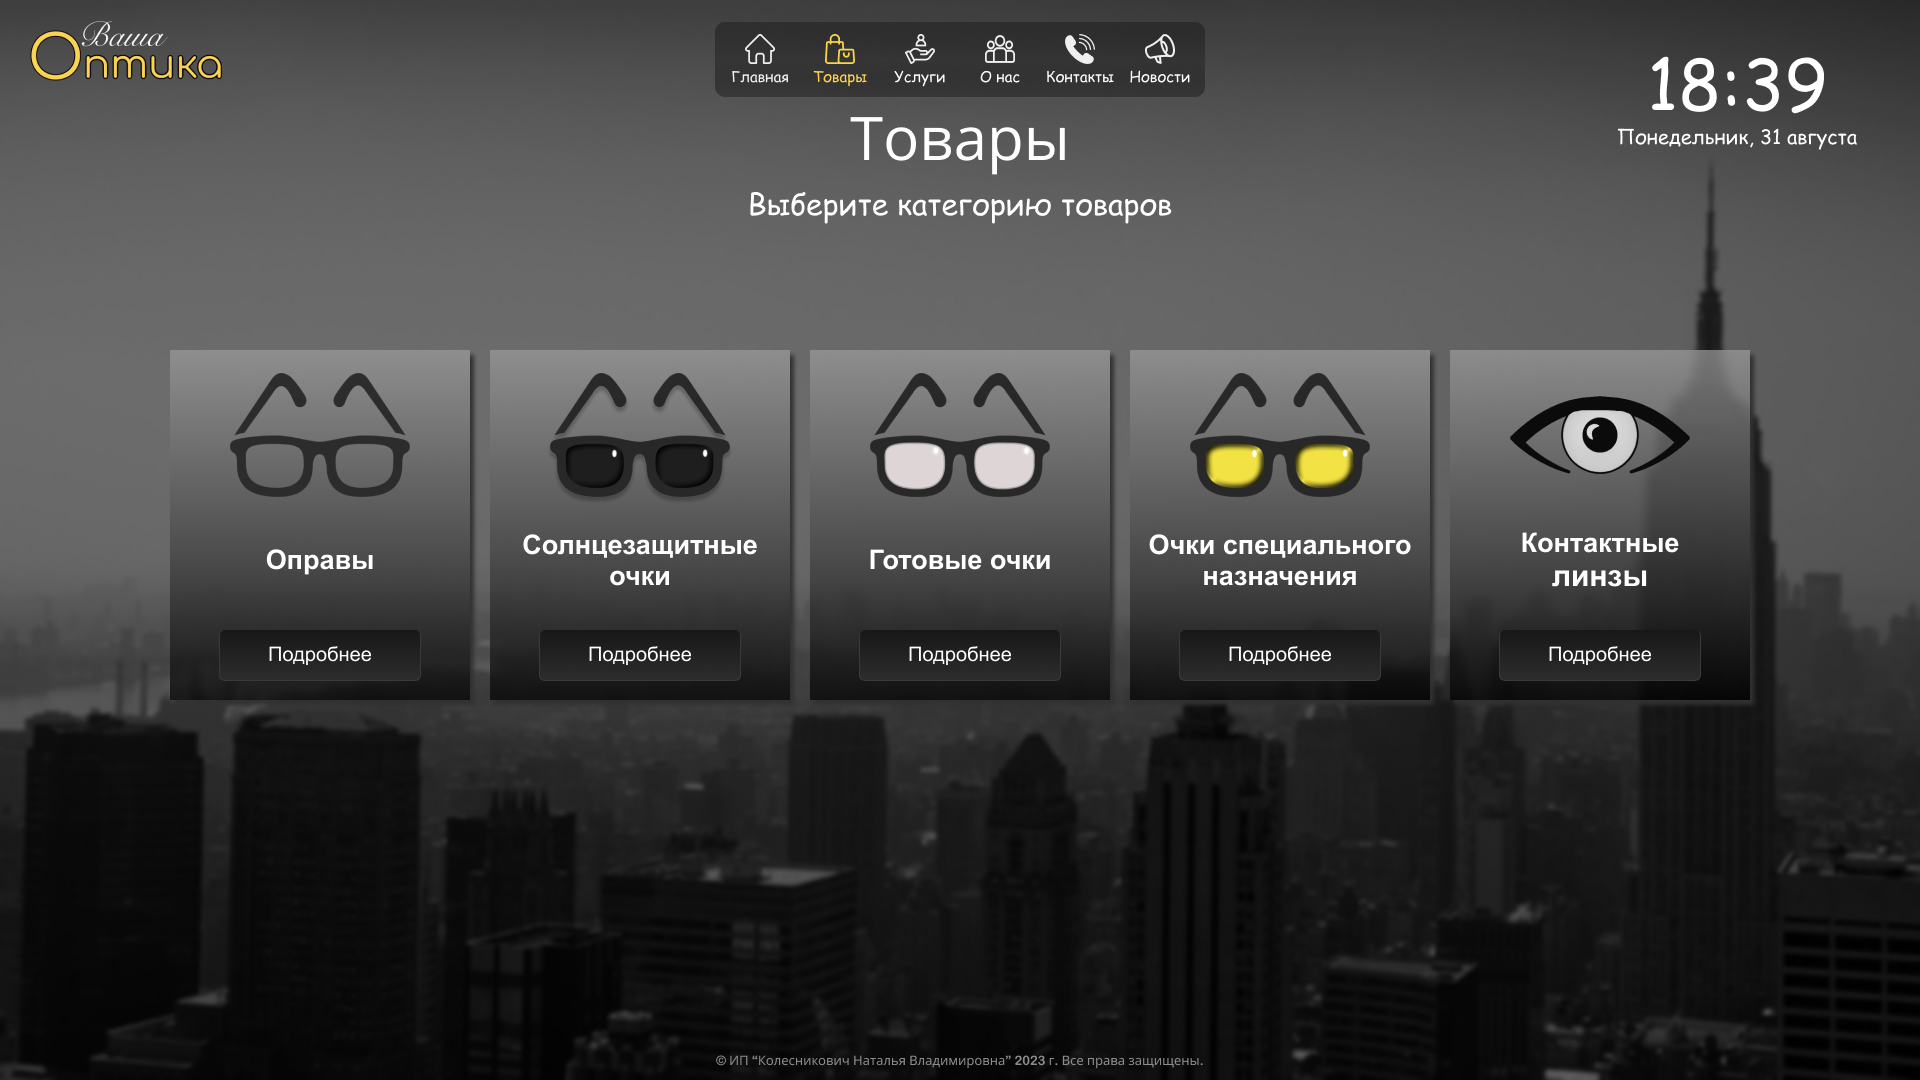 Ваша
Оптика
Главная
Товары
Услуги
О нас
Контакты
Новости
18:39
Понедельник, 31 августа
Товары
Выберите категорию товаров
Оправы
Подробнее
Солнцезащитные
очки
Подробнее
Готовые очки
Подробнее
Очки специального
назначения
Подробнее
Контактные
линзы
Подробнее
© ИП “Колесникович Наталья Владимировна” 2023 г. Все права защищены.